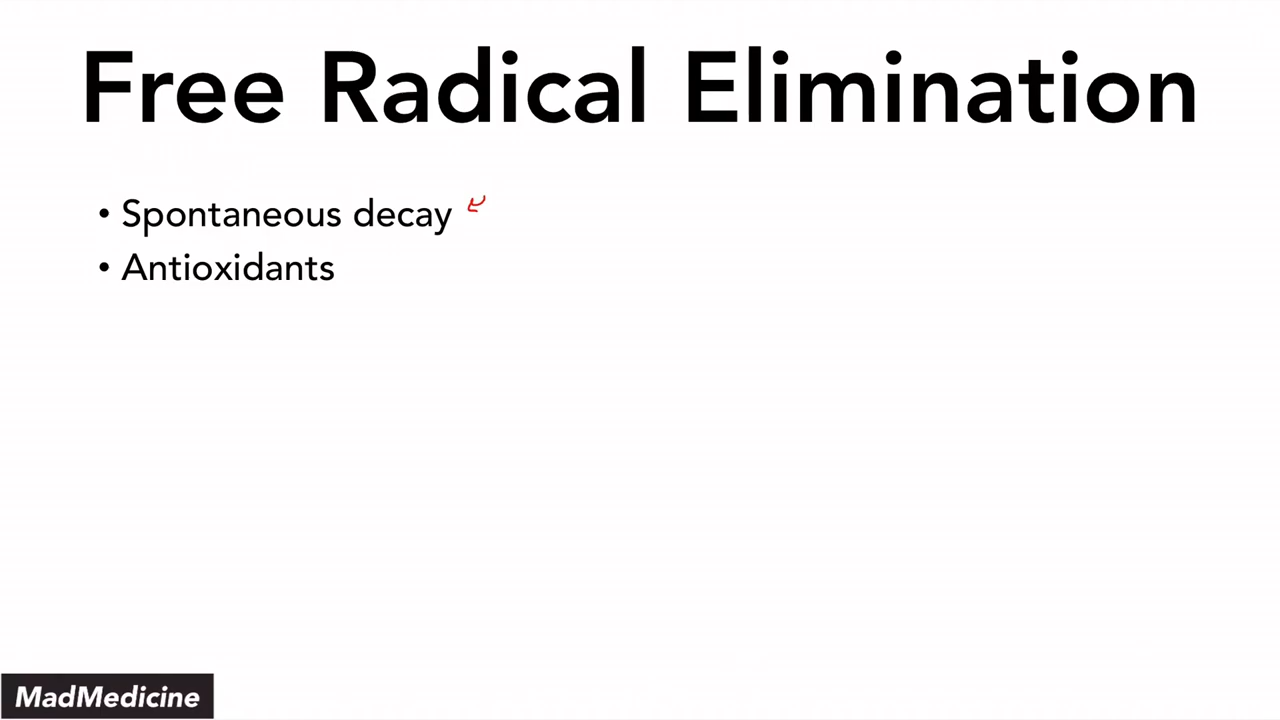 Free Radical Elimination
• Spontaneous decay
• Antioxidants
MadMedicine